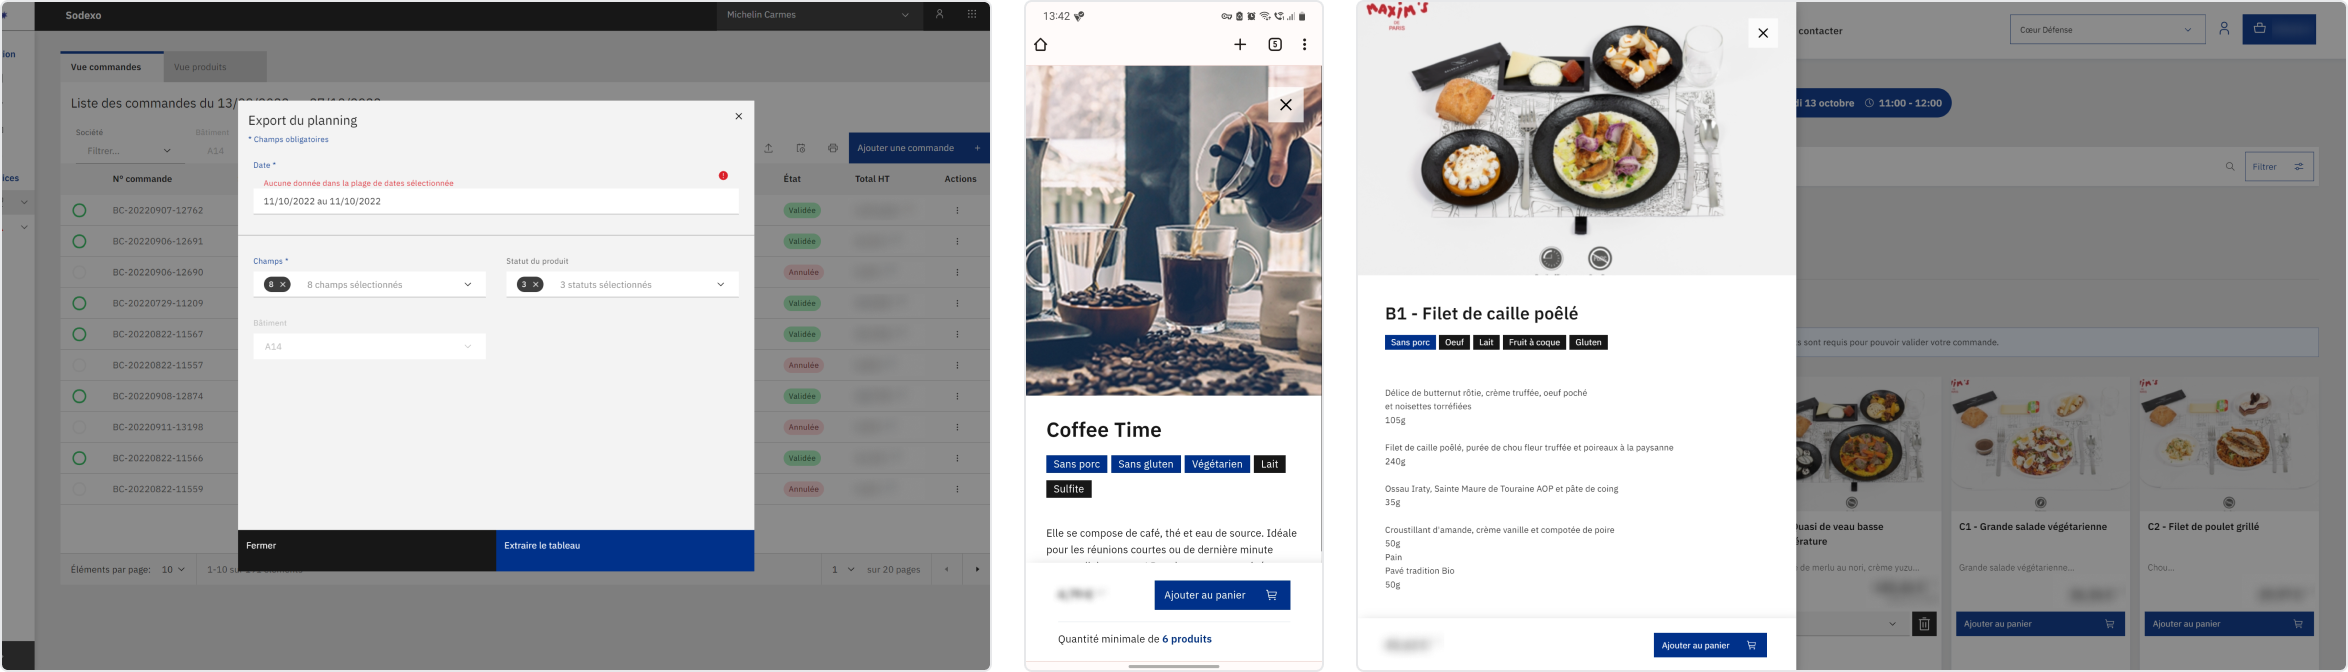 ion
ices
Sodexo
Michelin Carmes
Vue commandes
Vue produits
Liste des commandes du 13/
Société
Bâtiment
Filtrer...
A14
Ajouter une commande +
N° commande
État
Total HT
Actions
BC-20220907-12762
Validée
BC-20220906-12691
Validée
BC-20220906-12690
Annulée
BC-20220729-11209
Validée
BC-20220822-11567
Validée
BC-20220822-11557
Annulée
BC-20220908-12874
Validée
BC-20220911-13198
Annulée
BC-20220822-11566
Validée
BC-20220822-11559
Annulée
Éléments par page: 10
1-10 su
1
sur 20 pages
Export du planning
* Champs obligatoires
Date *
Aucune donnée dans la plage de dates sélectionnée
11/10/2022 au 11/10/2022
Champs *
8 × 8 champs sélectionnés
Statut du produit
3 × 3 statuts sélectionnés
Bâtiment
A14
Fermer
Extraire le tableau
13:42
5
Coffee Time
Sans porc
Sans gluten
Végétarien
Lait
Sulfite
Elle se compose de café, thé et eau de source. Idéale
pour les réunions courtes ou de dernière minute
Ajouter au panier
Quantité minimale de 6 produits
MAXIM'S
DE
PARIS
B1 - Filet de caille poêlé
Sans porc
Oeuf
Lait
Fruit à coque
Gluten
Délice de butternut rôtie, crème truffée, oeuf poché
et noisettes torréfiées
105g
Filet de caille poêlé, purée de chou fleur truffée et poireaux à la paysanne
240g
Ossau Iraty, Sainte Maure de Touraine AOP et pâte de coing
35g
Croustillant d'amande, crème vanille et compotée de poire
50g
Pain
Pavé tradition Bio
50g
Ajouter au panier
contacter
Cœur Défense
di 13 octobre
11:00 - 12:00
Filtrer
s sont requis pour pouvoir valider votre commande.
uasi de veau basse
érature
de merlu au nori, crème yuzu...
C1 - Grande salade végétarienne
Grande salade végétarienne...
Ajouter au panier
C2 - Filet de poulet grillé
Chou...
Ajouter au panier